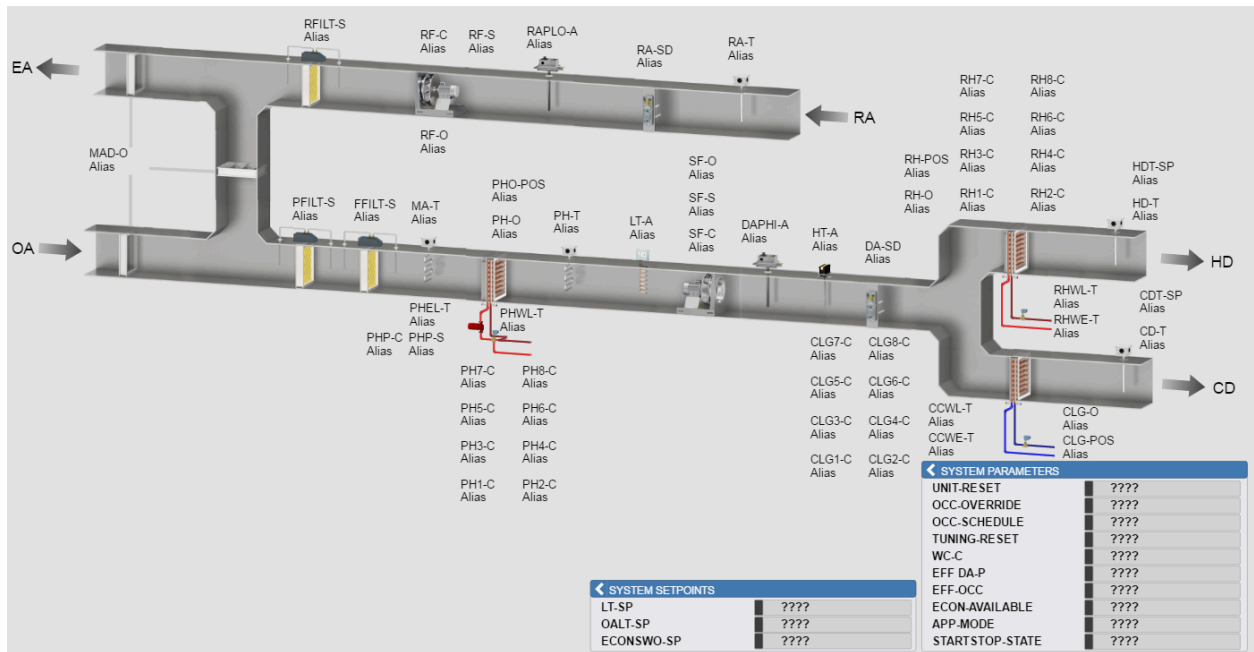 RFILT-S
Alias
RF-C
Alias
RF-S
Alias
RAPLO-A
Alias
RA-SD
Alias
RA-T
Alias
EA
RA
RF-O
Alias
MAD-O
Alias
OA
PFILT-S
Alias
FFILT-S
Alias
MA-T
Alias
PHO-POS
Alias
PH-O
Alias
PH-T
Alias
LT-A
Alias
SF-O
Alias
SF-S
Alias
SF-C
Alias
DAPHI-A
Alias
HT-A
Alias
DA-SD
Alias
RH-POS
Alias
RH-O
Alias
RH7-C
Alias
RH8-C
Alias
RH5-C
Alias
RH6-C
Alias
RH3-C
Alias
RH4-C
Alias
RH1-C
Alias
RH2-C
Alias
HDT-SP
Alias
HD-T
Alias
HD
RHWL-T
Alias
RHWE-T
Alias
CDT-SP
Alias
CD-T
Alias
CD
PHEL-T
Alias
PHWL-T
Alias
PHP-C
Alias
PHP-S
Alias
PH7-C
Alias
PH8-C
Alias
PH5-C
Alias
PH6-C
Alias
PH3-C
Alias
PH4-C
Alias
PH1-C
Alias
PH2-C
Alias
CLG7-C
Alias
CLG8-C
Alias
CLG5-C
Alias
CLG6-C
Alias
CLG3-C
Alias
CLG4-C
Alias
CLG1-C
Alias
CLG2-C
Alias
CCWL-T
Alias
CCWE-T
Alias
CLG-O
Alias
CLG-POS
Alias
SYSTEM SETPOINTS
LT-SP ????
OALT-SP ????
ECONSWO-SP ????
SYSTEM PARAMETERS
UNIT-RESET ????
OCC-OVERRIDE ????
OCC-SCHEDULE ????
TUNING-RESET ????
WC-C ????
EFF DA-P ????
EFF-OCC ????
ECON-AVAILABLE ????
APP-MODE ????
STARTSTOP-STATE ????